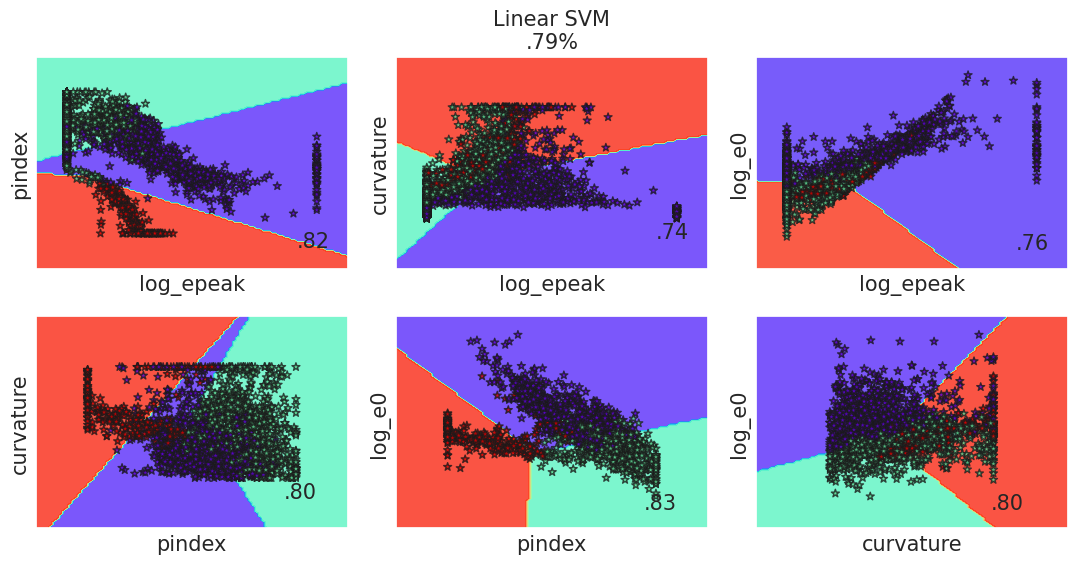 Linear SVM
.79%
pindex
.82
log_epeak
curvature
.74
log_epeak
log_e0
.76
log_epeak
curvature
.80
pindex
log_e0
.83
pindex
log_e0
.80
curvature